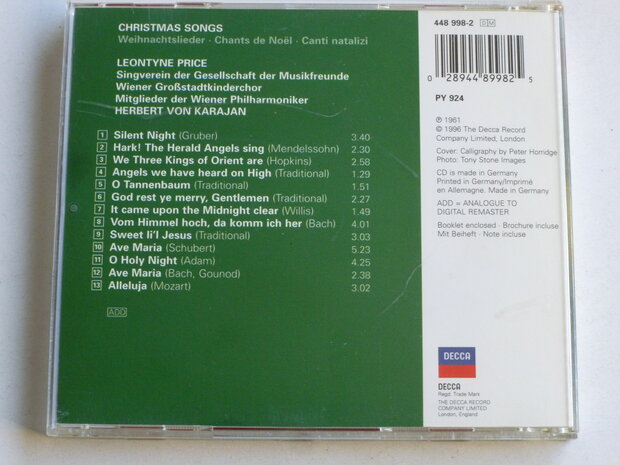 CHRISTMAS SONGS
Weihnachtslieder · Chants de Noël · Canti natalizi
LEONTYNE PRICE
Singverein der Gesellschaft der Musikfreunde
Wiener Großstadtkinderchor
Mitglieder der Wiener Philharmoniker
HERBERT VON KARAJAN
1 Silent Night (Gruber) 3.40
2 Hark! The Herald Angels sing (Mendelssohn) 2.30
3 We Three Kings of Orient are (Hopkins) 2.58
4 Angels we have heard on High (Traditional) 1.29
5 O Tannenbaum (Traditional) 1.51
6 God rest ye merry, Gentlemen (Traditional) 2.27
7 It came upon the Midnight clear (Willis) 1.49
8 Vom Himmel hoch, da komm ich her (Bach) 4.01
9 Sweet li'l Jesus (Traditional) 3.03
10 Ave Maria (Schubert) 5.23
11 O Holy Night (Adam) 4.25
12 Ave Maria (Bach, Gounod) 2.38
13 Alleluja (Mozart) 3.02
ADD
448 998-2 DM
0 28944 89982 5
PY 924
℗ 1961
© 1996 The Decca Record
Company Limited, London
Cover: Calligraphy by Peter Horridge
Photo: Tony Stone Images
CD is made in Germany
Printed in Germany/Imprimé
en Allemagne. Made in Germany
ADD = ANALOGUE TO
DIGITAL REMASTER
Booklet enclosed · Brochure incluse
Mit Beiheft · Note incluse
DECCA
DECCA
Regd. Trade Mark
THE DECCA RECORD
COMPANY LIMITED
London, England